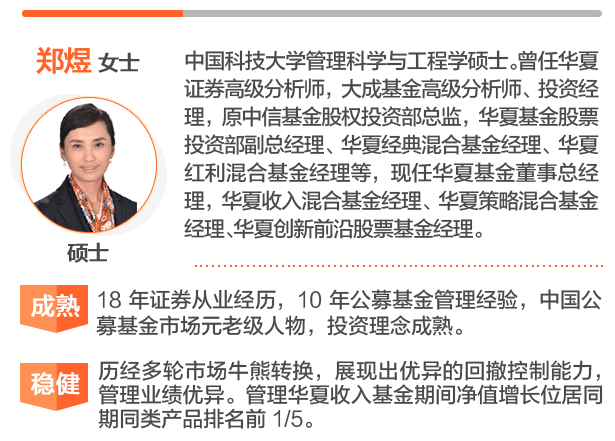 郑煜 女士
硕士
中国科技大学管理科学与工程学硕士。曾任华夏
证券高级分析师，大成基金高级分析师、投资经
理，原中信基金股权投资部总监，华夏基金股票
投资部副总经理、华夏经典混合基金经理、华夏
红利混合基金经理等，现任华夏基金董事总经
理，华夏收入混合基金经理、华夏策略混合基金
经理、华夏创新前沿股票基金经理。
成熟
18 年证券从业经历，10 年公募基金管理经验，中国公
募基金市场元老级人物，投资理念成熟。
稳健
历经多轮市场牛熊转换，展现出优异的回撤控制能力，
管理业绩优异。管理华夏收入基金期间净值增长位居同
期同类产品排名前 1/5。